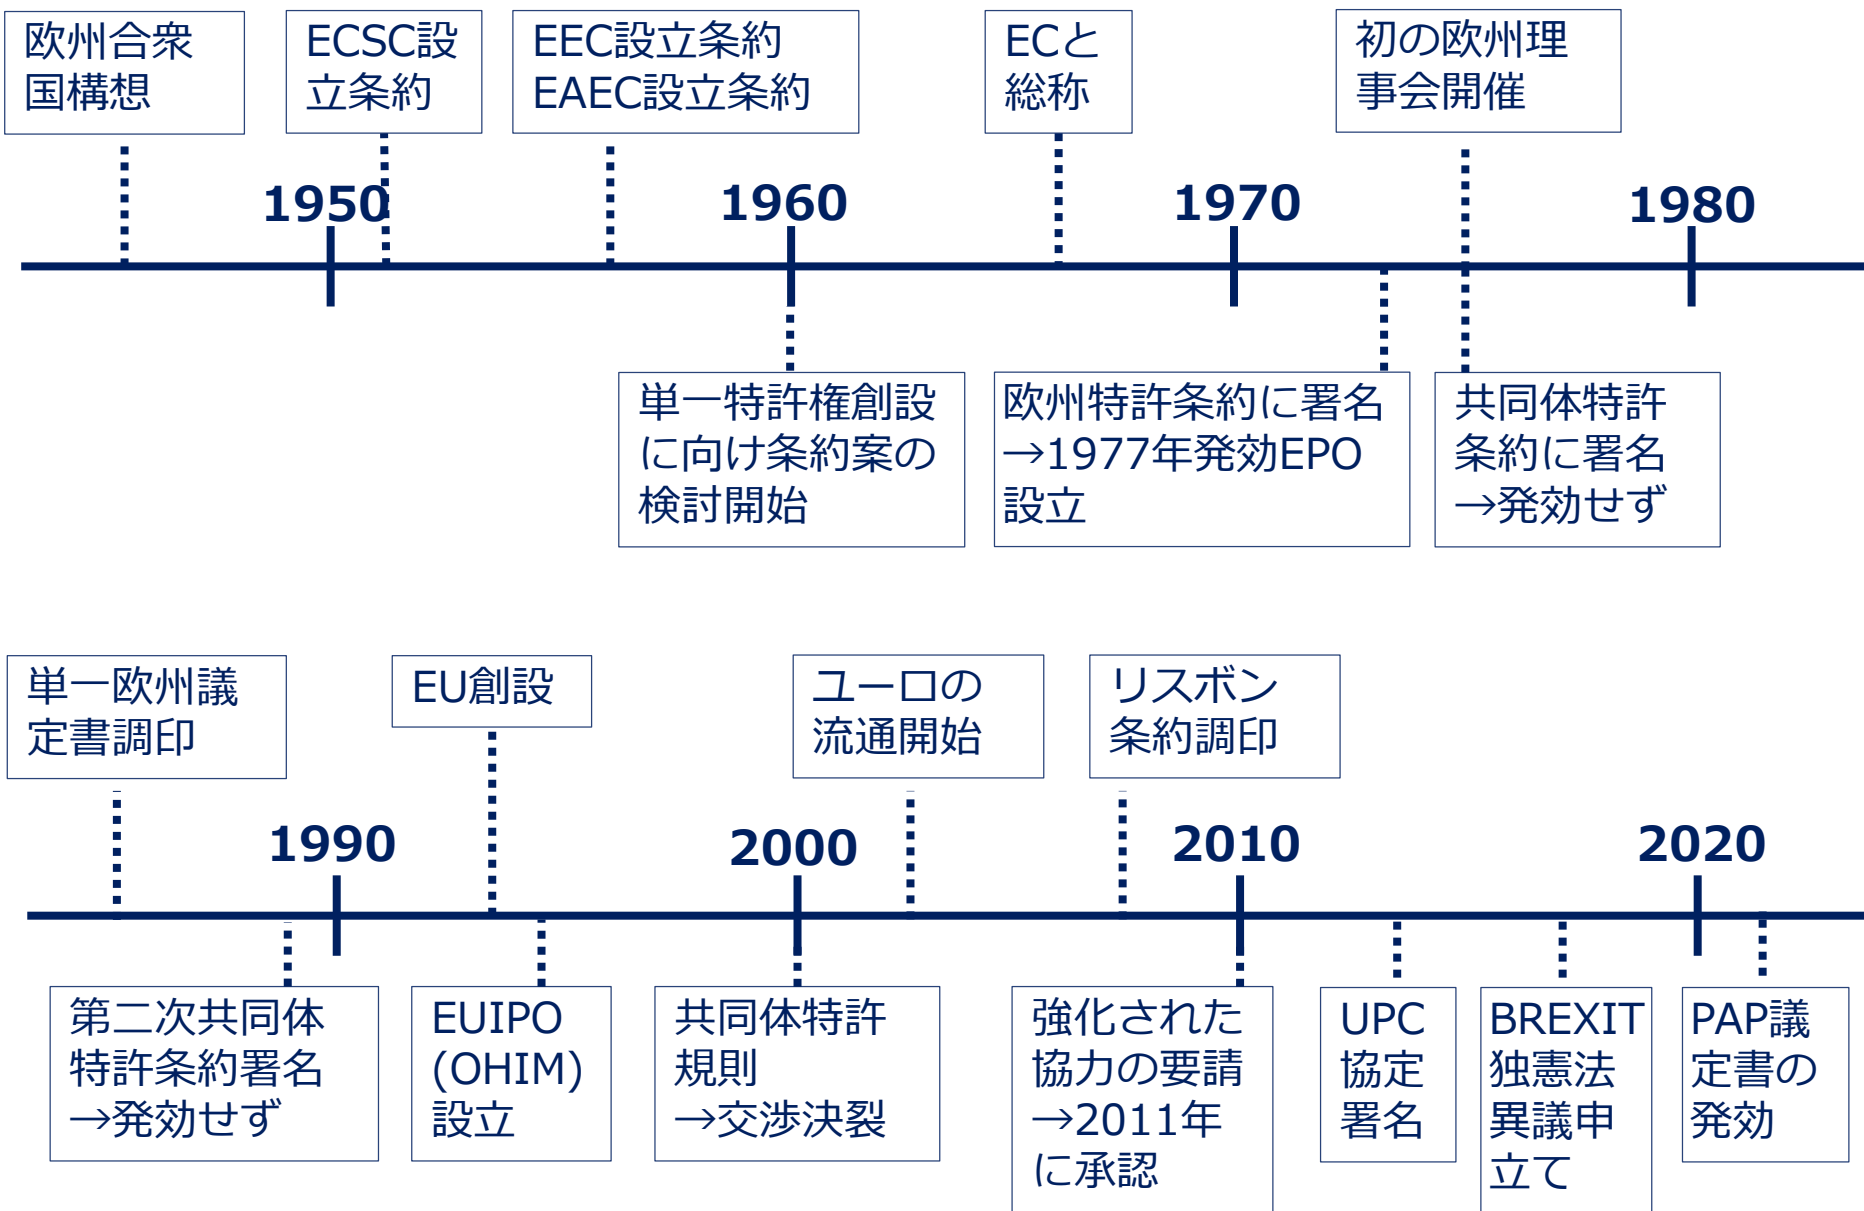 欧州合衆
国構想
ECSC設
立条約
EEC設立条約
EAEC設立条約
ECと
総称
初の欧州理
事会開催
1950
1960
1970
1980
単一特許権創設
に向け条約案の
検討開始
欧州特許条約に署名
→1977年発効EPO
設立
共同体特許
条約に署名
→発効せず
単一欧州議
定書調印
EU創設
ユーロの
流通開始
リスボン
条約調印
1990
2000
2010
2020
第二次共同体
特許条約署名
→発効せず
EUIPO
(OHIM)
設立
共同体特許
規則
→交渉決裂
強化された
協力の要請
→2011年
に承認
UPC
協定
署名
BREXIT
独憲法
異議申
立て
PAP議
定書の
発効